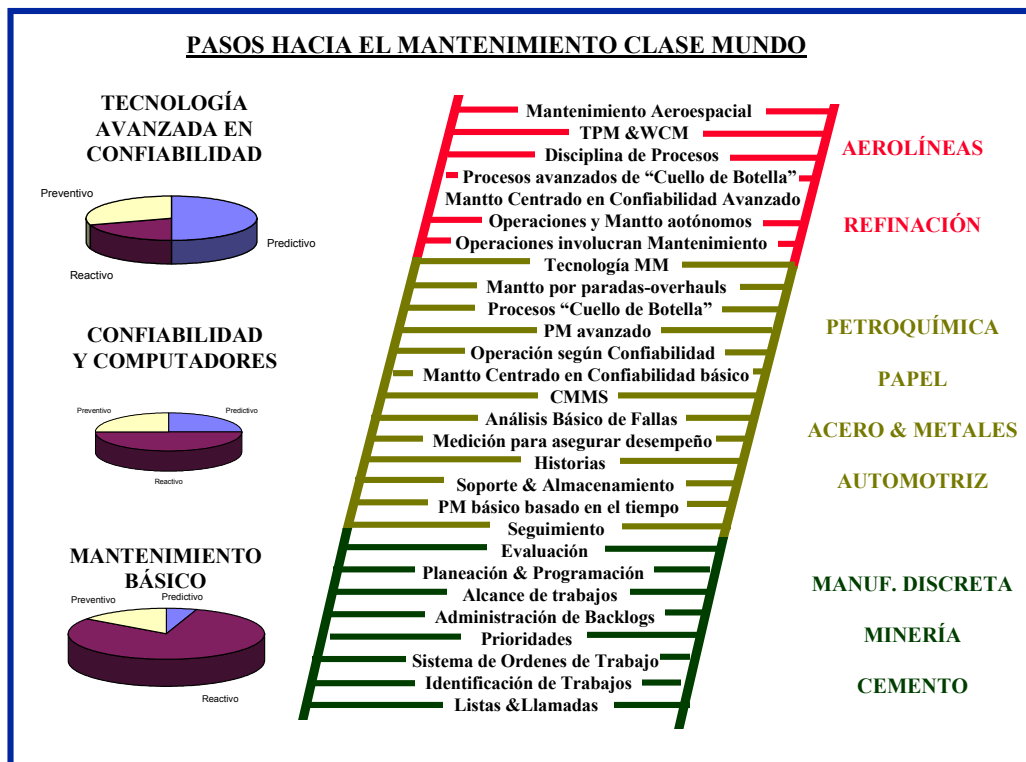 PASOS HACIA EL MANTENIMIENTO CLASE MUNDO
TECNOLOGÍA
AVANZADA EN
CONFIABILIDAD
Preventivo
Predictivo
Reactivo
CONFIABILIDAD
Y COMPUTADORES
Preventivo
Predictivo
Reactivo
MANTENIMIENTO
BÁSICO
Preventivo
Predictivo
Reactivo
Mantenimiento Aeroespacial
TPM &WCM
Disciplina de Procesos
Procesos avanzados de “Cuello de Botella”
Mantto Centrado en Confiabilidad Avanzado
Operaciones y Mantto aotónomos
Operaciones involucran Mantenimiento
Tecnología MM
Mantto por paradas-overhauls
Procesos “Cuello de Botella”
PM avanzado
Operación según Confiabilidad
Mantto Centrado en Confiabilidad básico
CMMS
Análisis Básico de Fallas
Medición para asegurar desempeño
Historias
Soporte & Almacenamiento
PM básico basado en el tiempo
Seguimiento
Evaluación
Planeación & Programación
Alcance de trabajos
Administración de Backlogs
Prioridades
Sistema de Ordenes de Trabajo
Identificación de Trabajos
Listas &Llamadas
AEROLÍNEAS
REFINACIÓN
PETROQUÍMICA
PAPEL
ACERO & METALES
AUTOMOTRIZ
MANUF. DISCRETA
MINERÍA
CEMENTO